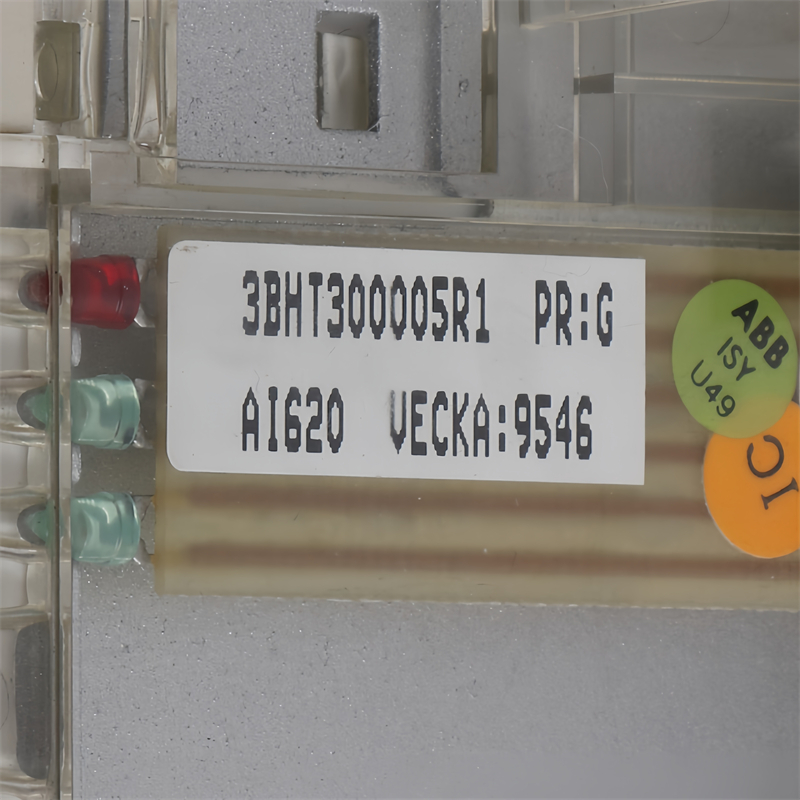 3BHT300005R1 PR:G
AI620 VECKA:9546
ABB
ISY
U49
IC